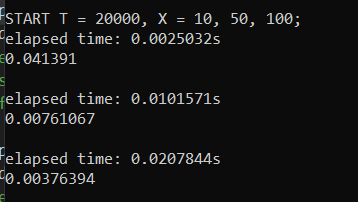 START T = 20000, X = 10, 50, 100;
elapsed time: 0.0025032s
0.041391
elapsed time: 0.0101571s
0.00761067
elapsed time: 0.0207844s
0.00376394